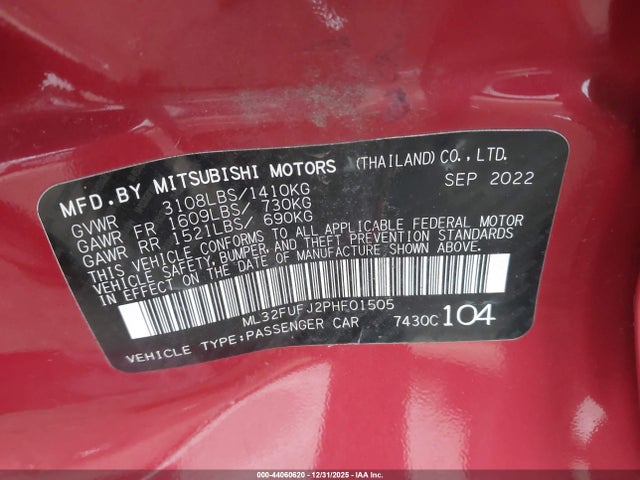 MFD. BY MITSUBISHI MOTORS (THAILAND) CO., LTD.
GVWR 3108LBS/1410KG SEP 2022
GAWR FR 1609LBS/ 730KG
GAWR RR 1521LBS/ 690KG
THIS VEHICLE CONFORMS TO ALL APPLICABLE FEDERAL MOTOR
VEHICLE SAFETY, BUMPER, AND THEFT PREVENTION STANDARDS
IN EFFECT ON THE DATE OF MANUFACTURE SHOWN ABOVE.
ML32FUFJ2PHF01505
VEHICLE TYPE:PASSENGER CAR 7430C 104
000-44060620 - 12/31/2025 - IAA Inc.